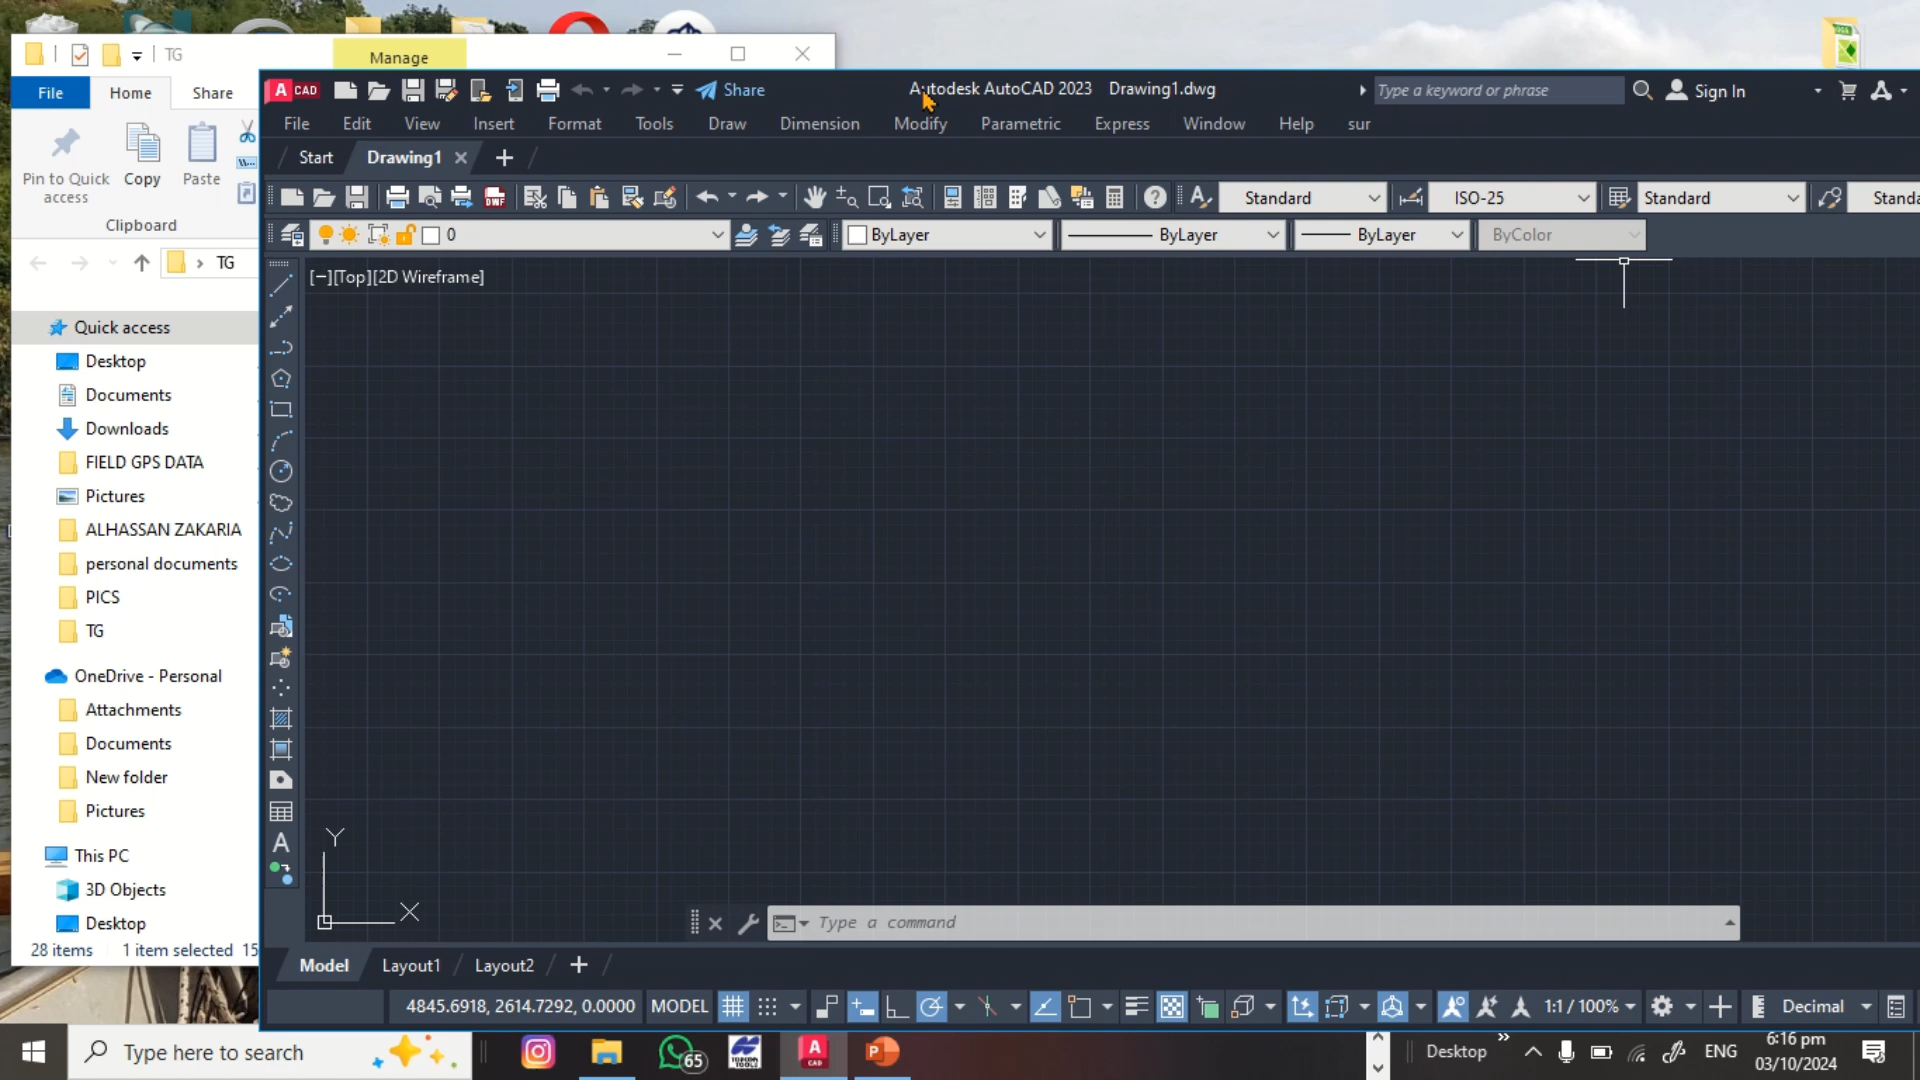 TG
Manage
File
Home
Share
Pin to Quick access
Copy
Paste
Clipboard
TG
Quick access
Desktop
Documents
Downloads
FIELD GPS DATA
Pictures
ALHASSAN ZAKARIA
personal documents
PICS
TG
OneDrive - Personal
Attachments
Documents
New folder
Pictures
This PC
3D Objects
Desktop
28 items 1 item selected 15
A CAD
Share
Autodesk AutoCAD 2023 Drawing1.dwg
Type a keyword or phrase
Sign In
File Edit View Insert Format Tools Draw Dimension Modify Parametric Express Window Help sur
Start Drawing1
DWF
Standard
ISO-25
Standard
Standa
0
ByLayer
ByLayer
ByLayer
ByColor
[−][Top][2D Wireframe]
A
Y
X
Type a command
Model Layout1 Layout2
4845.6918, 2614.7292, 0.0000 MODEL 1:1 / 100% Decimal
Type here to search
65
A CAD
P
Desktop
ENG
6:16 pm
03/10/2024